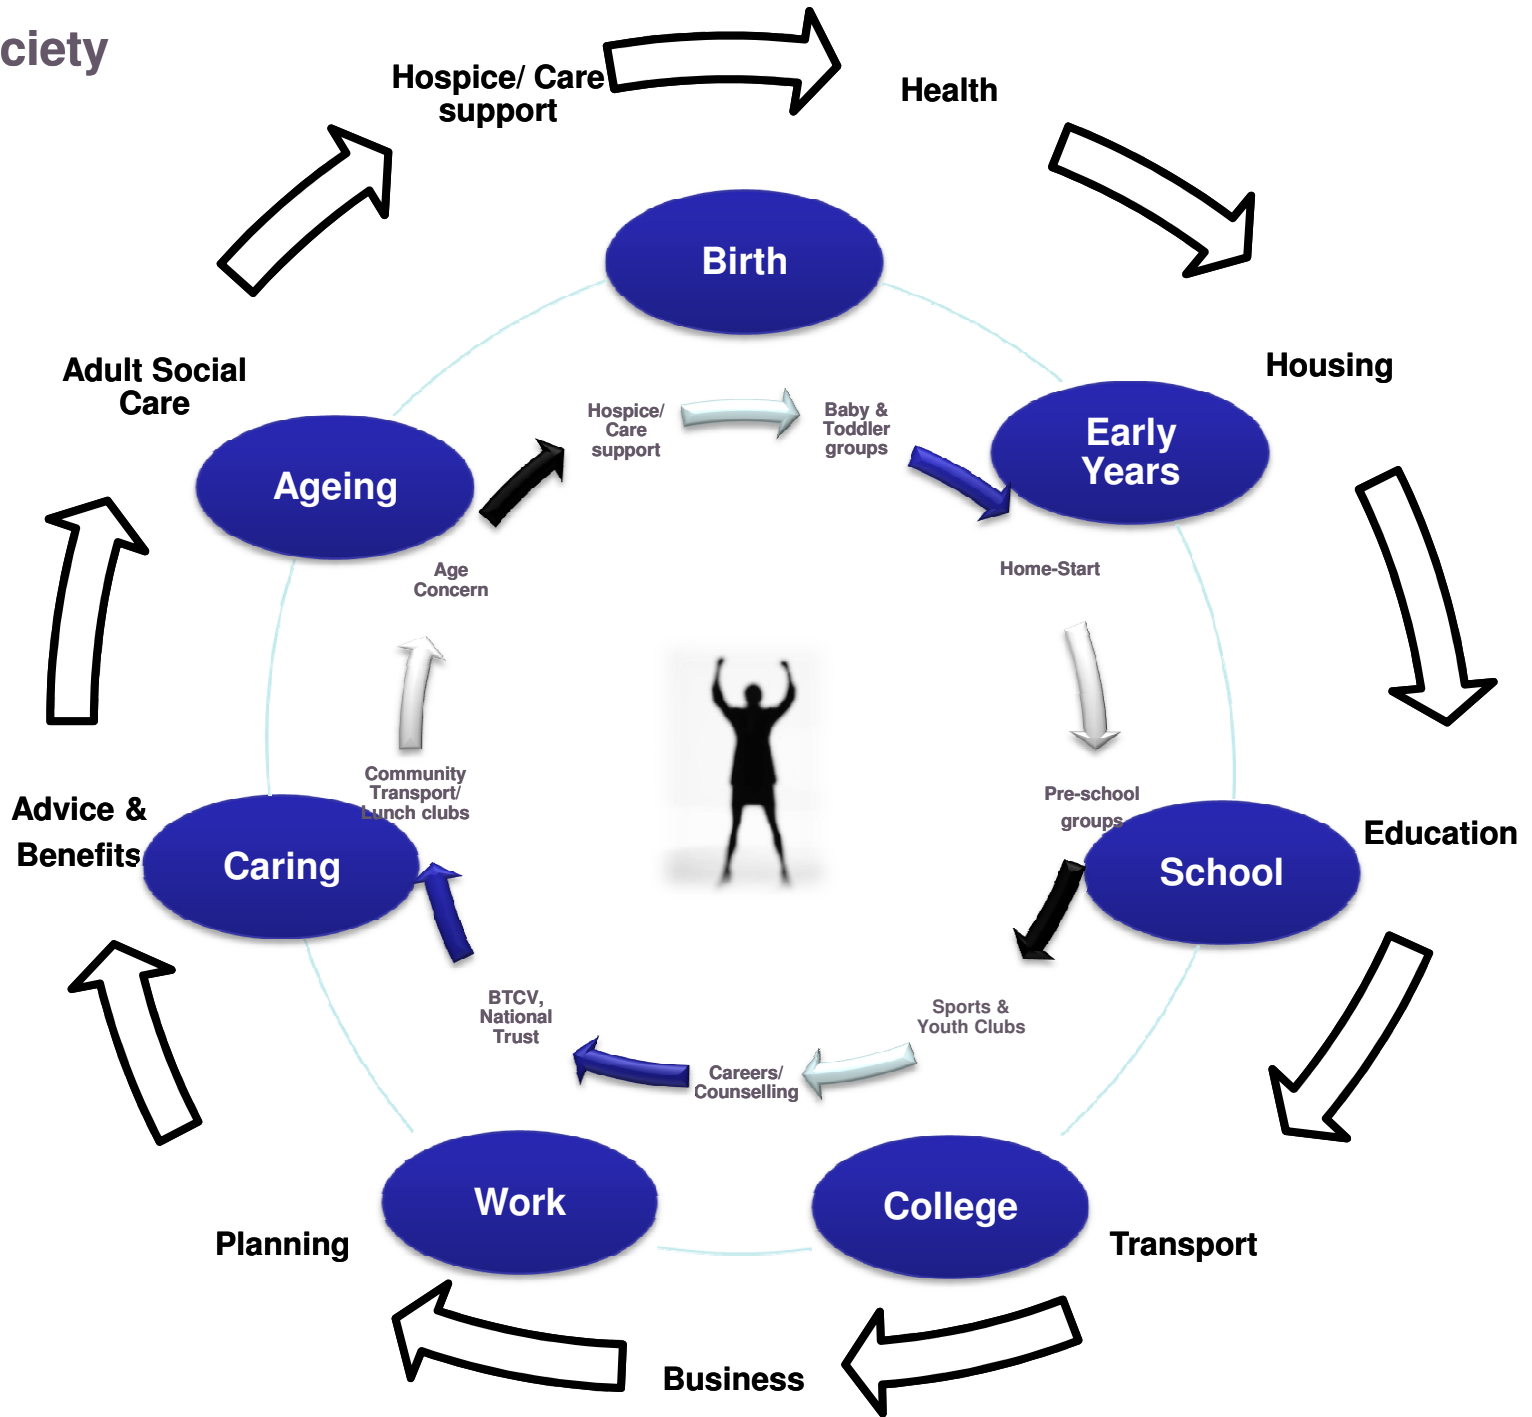 ciety
Hospice/ Care
support
Health
Housing
Education
Transport
Business
Planning
Advice &
Benefits
Adult Social
Care
Birth
Early
Years
School
College
Work
Caring
Ageing
Hospice/
Care
support
Baby &
Toddler
groups
Home-Start
Pre-school
groups
Sports &
Youth Clubs
Careers/
Counselling
BTCV,
National
Trust
Community
Transport/
Lunch clubs
Age
Concern